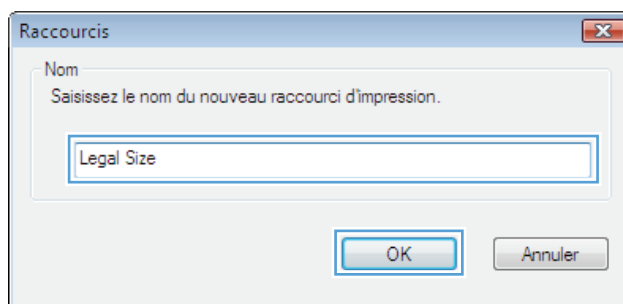 Raccourcis
Nom
Saisissez le nom du nouveau raccourci d'impression.
Legal Size
OK
Annuler